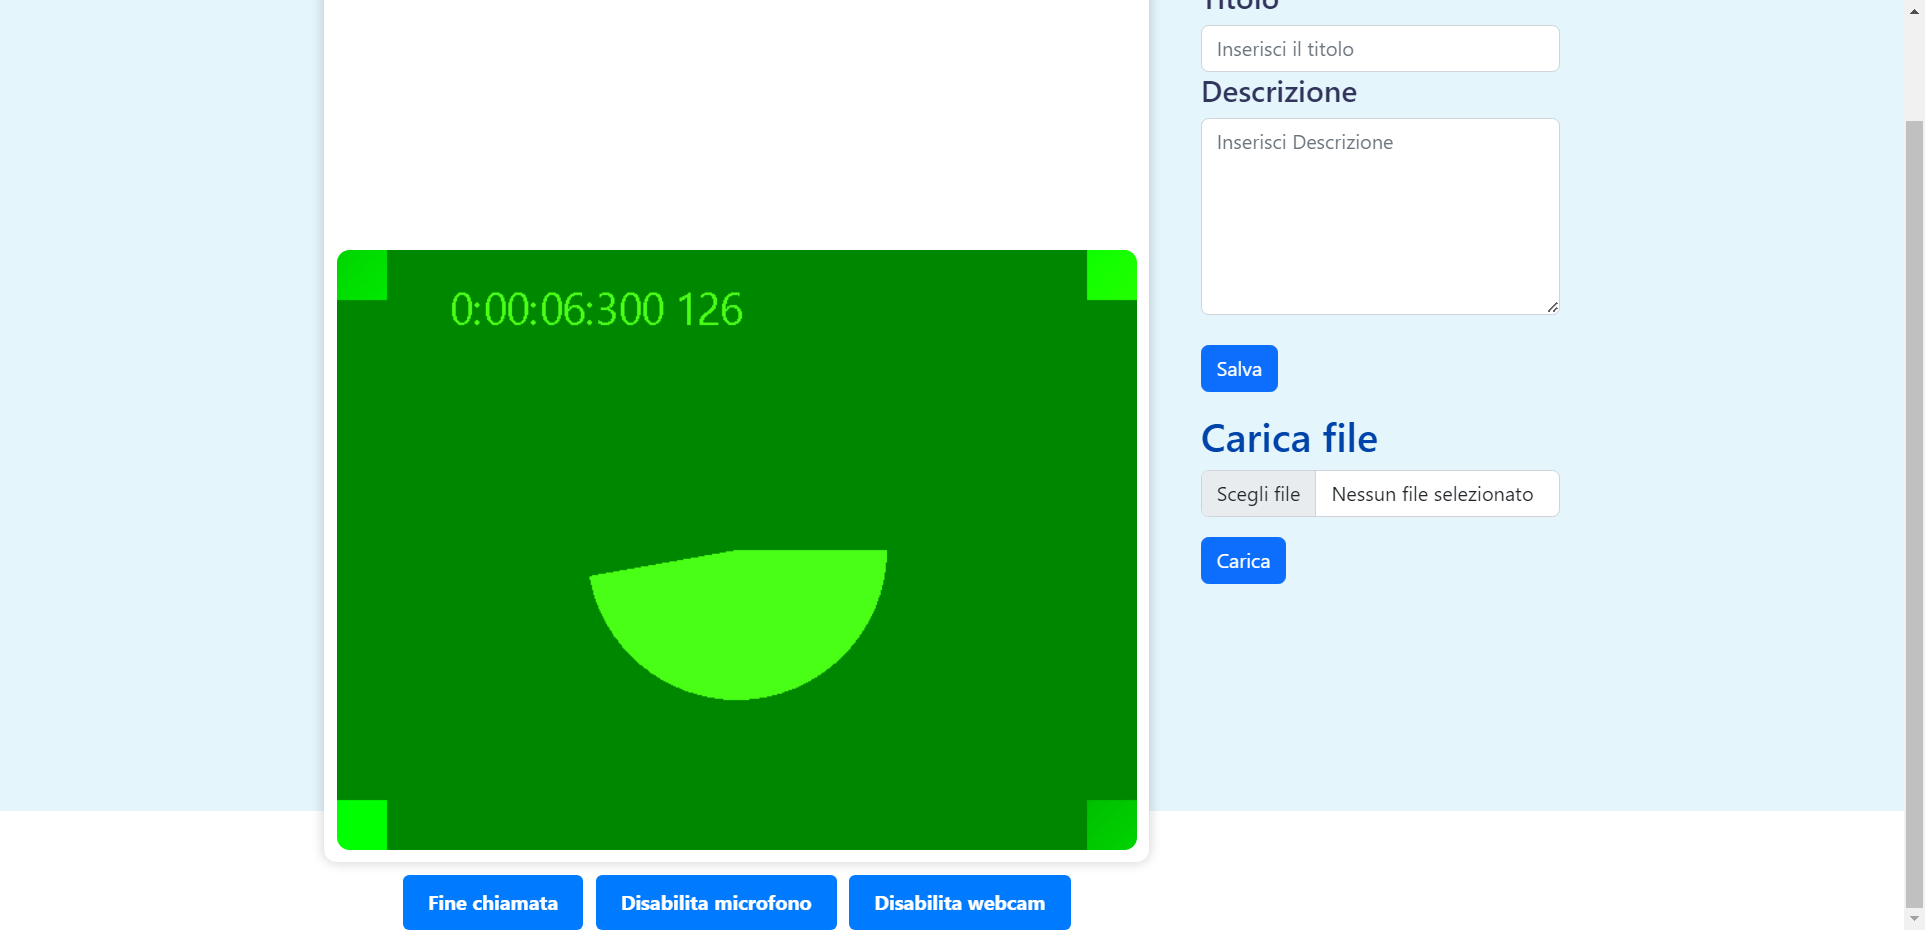 Titolo
Inserisci il titolo
Descrizione
Inserisci Descrizione
Salva
Carica file
Scegli file Nessun file selezionato
Carica
0:00:06:300 126
Fine chiamata Disabilita microfono Disabilita webcam